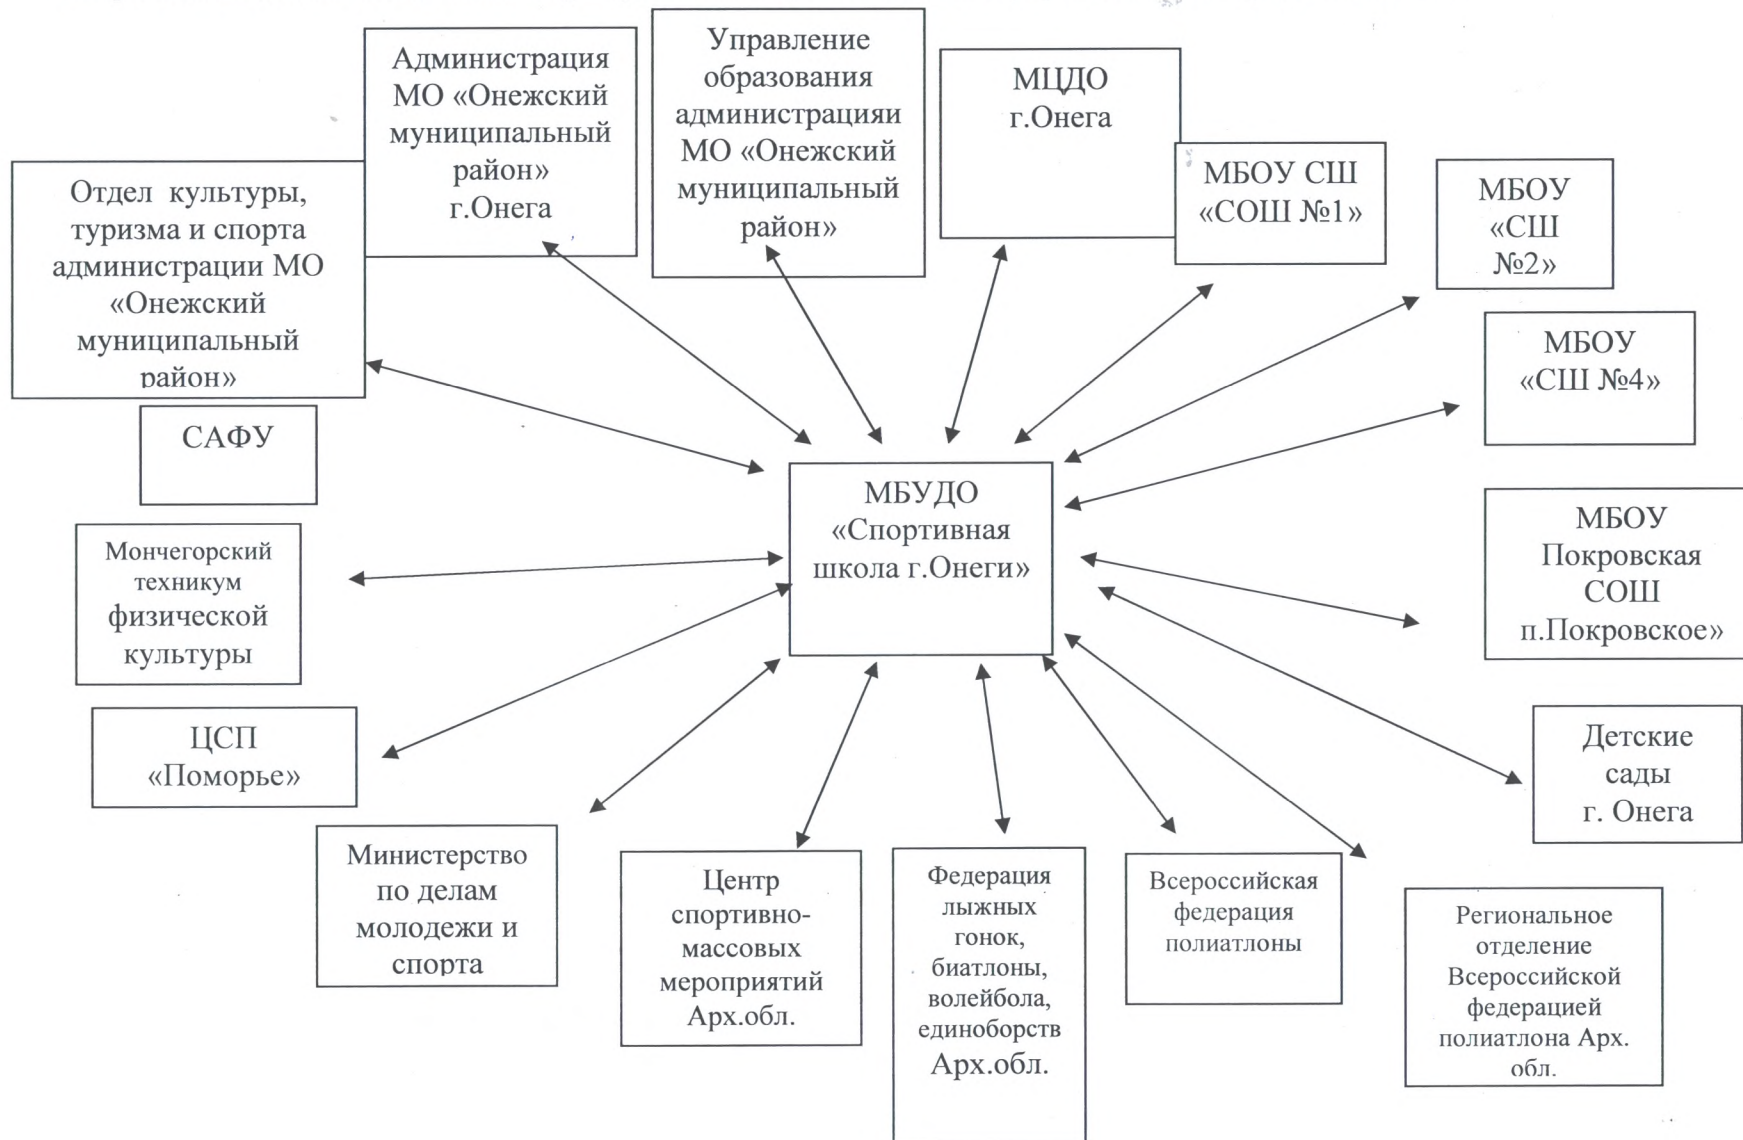 Администрация
МО «Онежский
муниципальный
район»
г.Онега
Управление
образования
администрацияи
МО «Онежский
муниципальный
район»
МЦДО
г.Онега
МБОУ СШ
«СОШ №1»
МБОУ
«СШ
№2»
Отдел культуры,
туризма и спорта
администрации МО
«Онежский
муниципальный
район»
МБОУ
«СШ №4»
САФУ
МБУДО
«Спортивная
школа г.Онеги»
МБОУ
Покровская
СОШ
п.Покровское»
Мончегорский
техникум
физической
культуры
ЦСП
«Поморье»
Детские
сады
г. Онега
Министерство
по делам
молодежи и
спорта
Центр
спортивно-
массовых
мероприятий
Арх.обл.
Федерация
лыжных
гонок,
биатлоны,
волейбола,
единоборств
Арх.обл.
Всероссийская
федерация
полиатлоны
Региональное
отделение
Всероссийской
федерацией
полиатлона Арх.
обл.